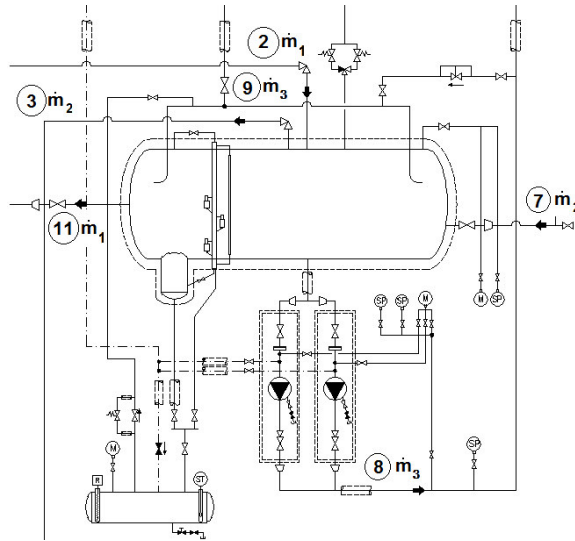 2 ṁ1
9 ṁ3
3 ṁ2
11 ṁ1
7 ṁ2
M SP
SP SP M
8 ṁ3
SP
M
R
ST